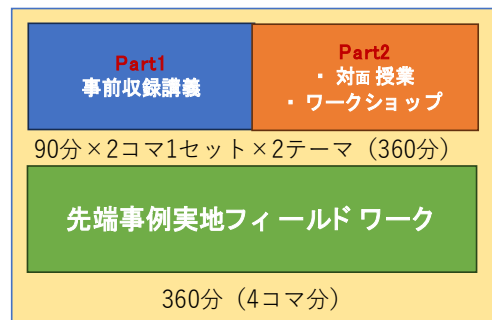 Part1
事前収録講義
Part2
・ 対面 授業
・ ワークショップ
90分×2コマ1セット×2テーマ（360分）
先端事例実地フィールドワーク
360分（4コマ分）